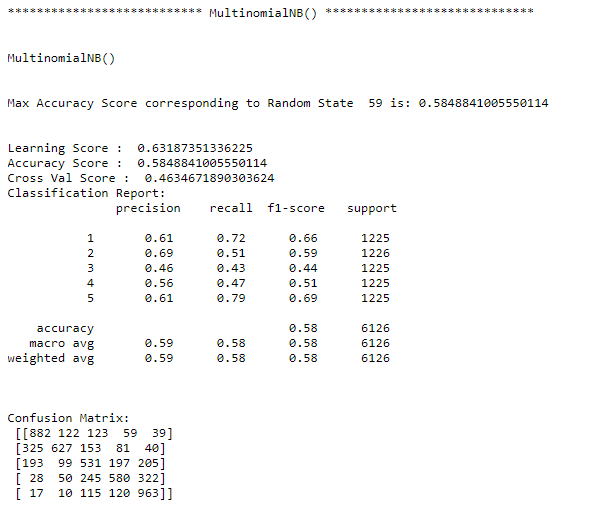 *************************** MultinomialNB() *****************************
MultinomialNB()
Max Accuracy Score corresponding to Random State  59 is: 0.5848841005550114
Learning Score :  0.63187351336225
Accuracy Score :  0.5848841005550114
Cross Val Score :  0.4634671890303624
Classification Report:
              precision    recall  f1-score   support
           1       0.61      0.72      0.66      1225
           2       0.69      0.51      0.59      1226
           3       0.46      0.43      0.44      1225
           4       0.56      0.47      0.51      1225
           5       0.61      0.79      0.69      1225
    accuracy                           0.58      6126
   macro avg       0.59      0.58      0.58      6126
weighted avg       0.59      0.58      0.58      6126
Confusion Matrix:
 [[882 122 123  59  39]
 [325 627 153  81  40]
 [193  99 531 197 205]
 [ 28  50 245 580 322]
 [ 17  10 115 120 963]]